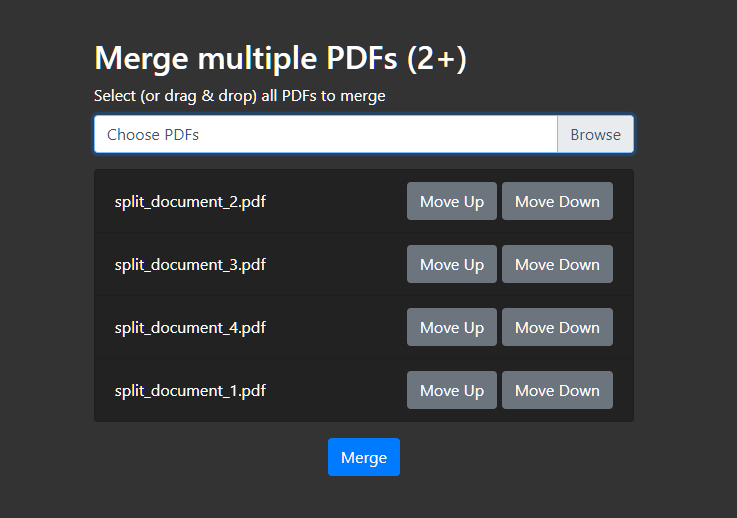 Merge multiple PDFs (2+)
Select (or drag & drop) all PDFs to merge
Choose PDFs Browse
split_document_2.pdf Move Up Move Down
split_document_3.pdf Move Up Move Down
split_document_4.pdf Move Up Move Down
split_document_1.pdf Move Up Move Down
Merge